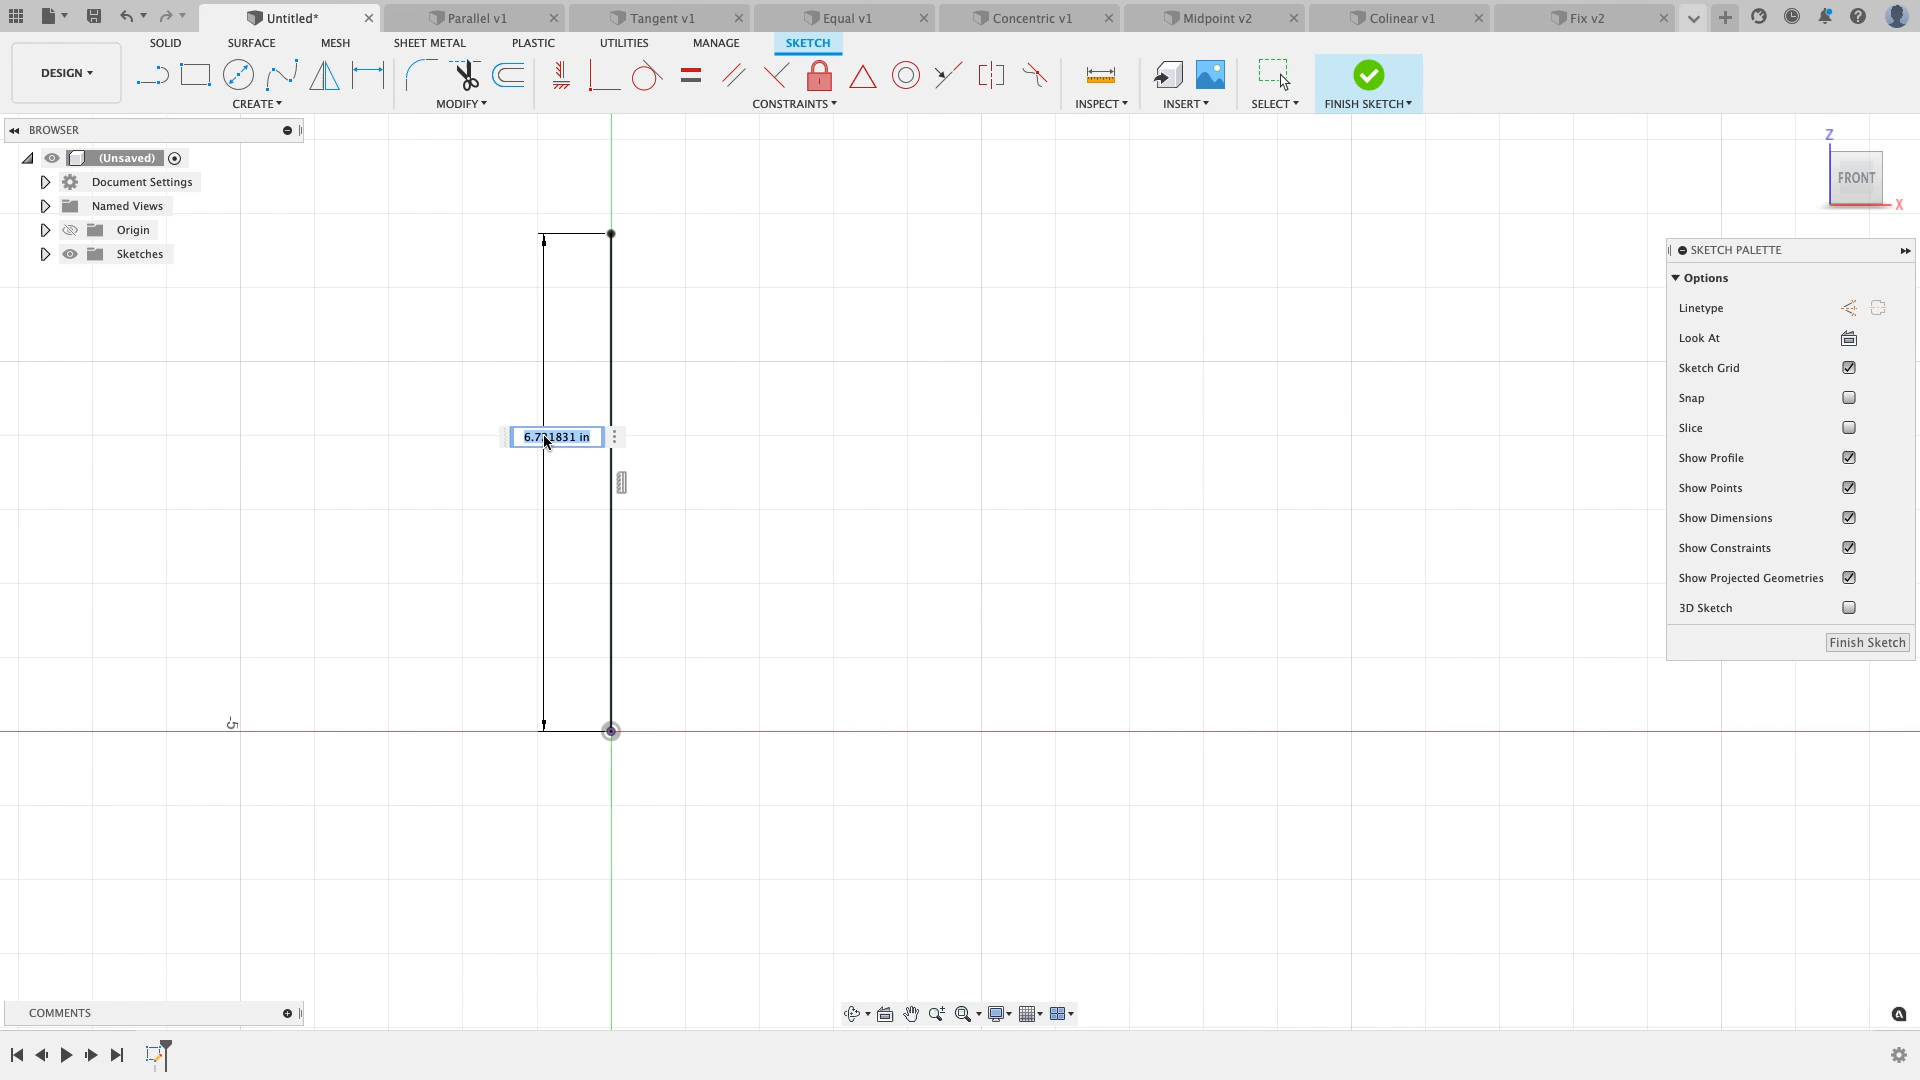 Untitled*
Parallel v1
Tangent v1
Equal v1
Concentric v1
Midpoint v2
Colinear v1
Fix v2
DESIGN
SOLID
SURFACE
MESH
SHEET METAL
PLASTIC
UTILITIES
MANAGE
SKETCH
CREATE
MODIFY
CONSTRAINTS
INSPECT
INSERT
SELECT
FINISH SKETCH
BROWSER
(Unsaved)
Document Settings
Named Views
Origin
Sketches
Z
FRONT
X
SKETCH PALETTE
Options
Linetype
Look At
Sketch Grid
Snap
Slice
Show Profile
Show Points
Show Dimensions
Show Constraints
Show Projected Geometries
3D Sketch
Finish Sketch
-5
COMMENTS